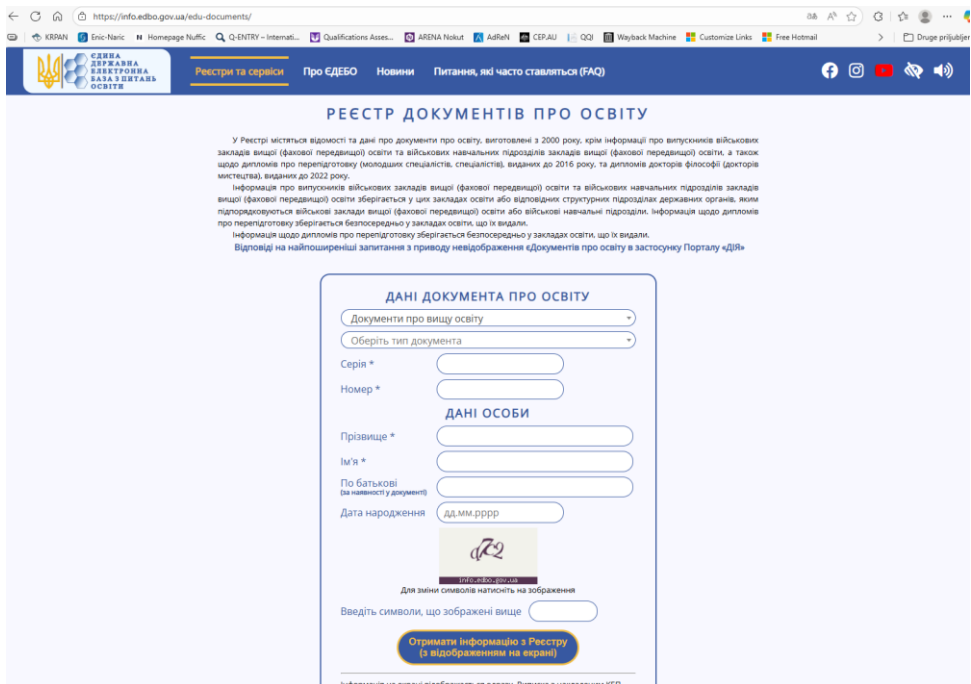 https://info.edbo.gov.ua/edu-documents/
KRPAN Enic-Naric Homepage Nuffic Q-ENTRY – Internati... Qualifications Asses... ARENA Nokut AdReN CEP.AU QQI Wayback Machine Customize Links Free Hotmail Druge priljubljen
ЄДИНА
ДЕРЖАВНА
ЕЛЕКТРОННА
БАЗА З ПИТАНЬ
ОСВІТИ
Реєстри та сервіси Про ЄДЕБО Новини Питання, які часто ставляться (FAQ)
РЕЄСТР ДОКУМЕНТІВ ПРО ОСВІТУ
У Реєстрі містяться відомості та дані про документи про освіту, виготовлені з 2000 року, крім інформації про випускників військових
закладів вищої (фахової передвищої) освіти та військових навчальних підрозділів закладів вищої (фахової передвищої) освіти, а також
щодо дипломів про перепідготовку (молодших спеціалістів, спеціалістів), виданих до 2016 року, та дипломів докторів філософії (докторів
мистецтва), виданих до 2022 року.
Інформація про випускників військових закладів вищої (фахової передвищої) освіти та військових навчальних підрозділів закладів
вищої (фахової передвищої) освіти зберігається у цих закладах освіти або відповідних структурних підрозділах державних органів, яким
підпорядковуються військові заклади вищої (фахової передвищої) освіти або військові навчальні підрозділи. Інформація щодо дипломів
про перепідготовку зберігається безпосередньо у закладах освіти, що їх видали.
Інформація щодо дипломів про перепідготовку зберігається безпосередньо у закладах освіти, що їх видали.
Відповіді на найпоширеніші запитання з приводу невідображення єДокументів про освіту в застосунку Порталу «ДІЯ»
ДАНІ ДОКУМЕНТА ПРО ОСВІТУ
Документи про вищу освіту
Оберіть тип документа
Серія *
Номер *
ДАНІ ОСОБИ
Прізвище *
Ім'я *
По батькові
(за наявності у документі)
Дата народження дд.мм.рррр
info.edbo.gov.ua
Для зміни символів натисніть на зображення
Введіть символи, що зображені вище
Отримати інформацію з Реєстру
(з відображенням на екрані)